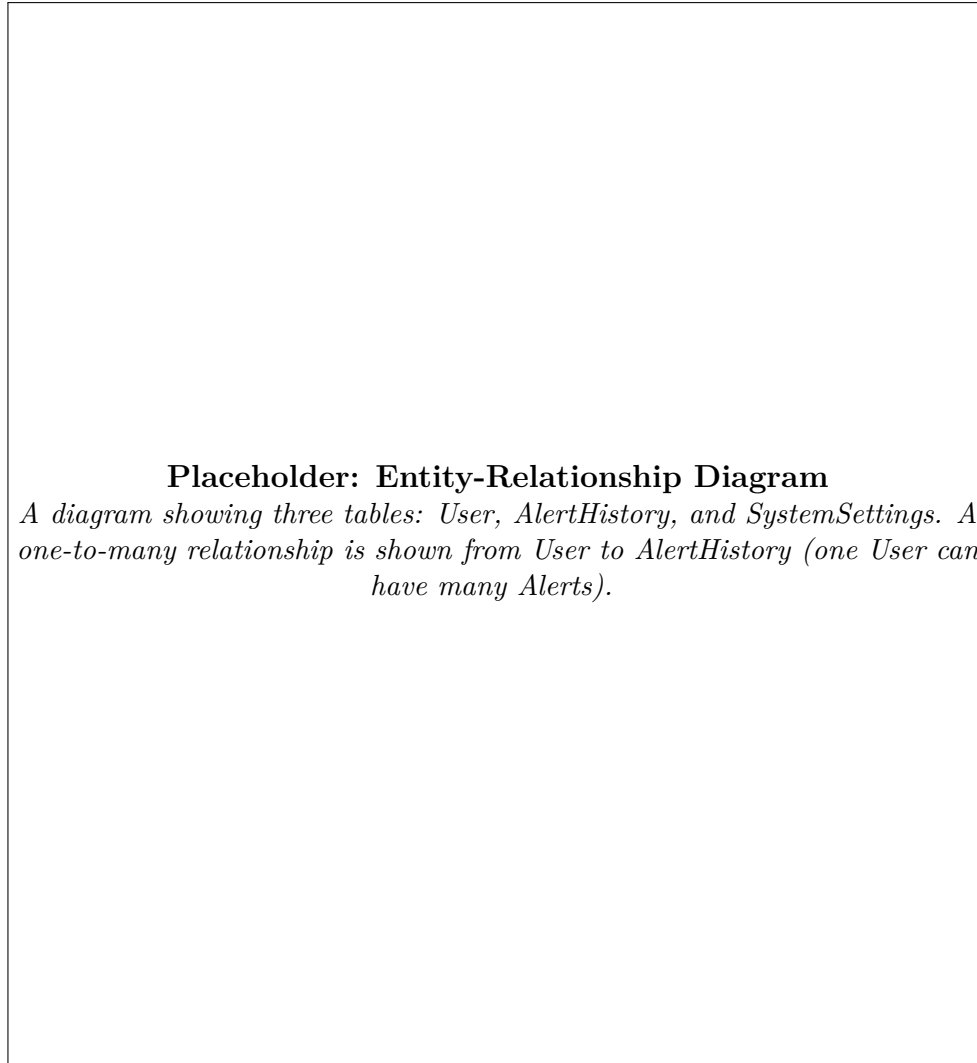 Placeholder: Entity-Relationship Diagram
A diagram showing three tables: User, AlertHistory, and SystemSettings. A
one-to-many relationship is shown from User to AlertHistory (one User can
have many Alerts).